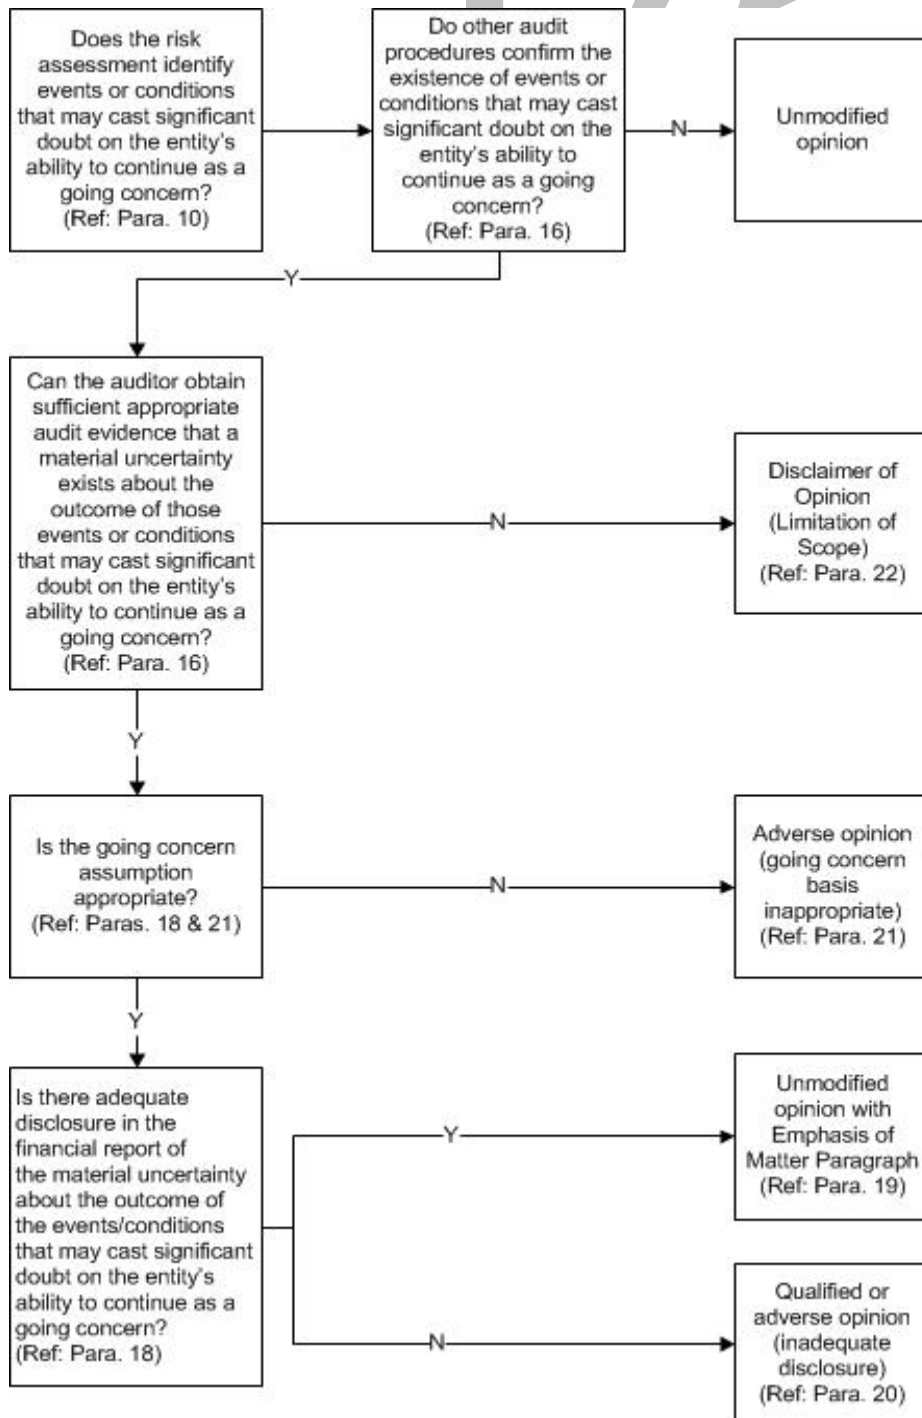 Does the risk
assessment identify
events or conditions
that may cast significant
doubt on the entity's
ability to continue as a
going concern?
(Ref: Para. 10)
Do other audit
procedures confirm the
existence of events or
conditions that may cast
significant doubt on the
entity's ability to
continue as a going
concern?
(Ref: Para. 16)
N
Unmodified
opinion
Y
Can the auditor obtain
sufficient appropriate
audit evidence that a
material uncertainty
exists about the
outcome of those
events or conditions
that may cast significant
doubt on the entity's
ability to continue as a
going concern?
(Ref: Para. 16)
N
Disclaimer of
Opinion
(Limitation of
Scope)
(Ref: Para. 22)
Y
Is the going concern
assumption
appropriate?
(Ref: Paras. 18 & 21)
N
Adverse opinion
(going concern
basis
inappropriate)
(Ref: Para. 21)
Y
Is there adequate
disclosure in the
financial report of
the material uncertainty
about the outcome of
the events/conditions
that may cast significant
doubt on the entity's
ability to continue as a
going concern?
(Ref: Para. 18)
Y
Unmodified
opinion with
Emphasis of
Matter Paragraph
(Ref: Para. 19)
N
Qualified or
adverse opinion
(inadequate
disclosure)
(Ref: Para. 20)